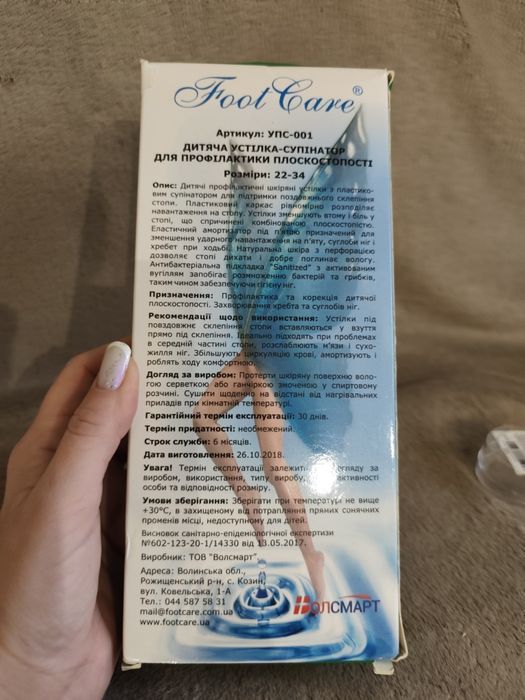 Foot Care®
Артикул: УПС-001
ДИТЯЧА УСТІЛКА-СУПІНАТОР
ДЛЯ ПРОФІЛАКТИКИ ПЛОСКОСТОПОСТІ
Розміри: 22-34
Опис: Дитячі профілактичні шкіряні устілки з пластико-
вим супінатором для підтримки поздовжнього склепіння
стопи. Пластиковий каркас рівномірно розподіляє
навантаження на стопу. Устілки зменшують втому і біль у
стопі, що спричинені комбінованою плоскостопістю.
Еластичний амортизатор під п'яткою призначений для
зменшення ударного навантаження на п'яту, суглоби ніг і
хребет при ходьбі. Натуральна шкіра з перфорацією
дозволяє стопі дихати і добре поглинає вологу.
Антибактеріальна підкладка "Sanitized" з активованим
вугіллям запобігає розмноженню бактерій та грибків,
таким чином забезпечуючи гігієну ніг.
Призначення: Профілактика та корекція дитячої
плоскостопості. Захворювання хребта та суглобів ніг.
Рекомендації щодо використання: Устілки під
повздовжнє склепіння стопи вставляються у взуття
прямо під склепіння. Ідеально підходять при проблемах
в середній частині стопи, розслаблюють м'язи і сухо-
жилля ніг. Збільшують циркуляцію крові, амортизують і
роблять ходу комфортною.
Догляд за виробом: Протерти шкіряну поверхню воло-
гою серветкою або ганчіркою змоченою у спиртовому
розчині. Сушити щоденно на відстані від нагрівальних
приладів при кімнатній температурі.
Гарантійний термін експлуатації: 30 днів.
Термін придатності: необмежений.
Строк служби: 6 місяців.
Дата виготовлення: 26.10.2018.
Увага! Термін експлуатації залежить від догляду за
виробом, використання, типу виробу, активності
особи та відповідності розміру.
Умови зберігання: Зберігати при температурі не вище
+30°С, в захищеному від потрапляння прямих сонячних
променів місці, недоступному для дітей.
Висновок санітарно-епідеміологічної експертизи
№602-123-20-1/14330 від 13.05.2017.
Виробник: ТОВ "Волсмарт".
Адреса: Волинська обл.,
Рожищенський р-н, с. Козин,
вул. Ковельська, 1-А
Тел.: 044 587 58 31
mail@footcare.com.ua
www.footcare.ua
ВОЛСМАРТ